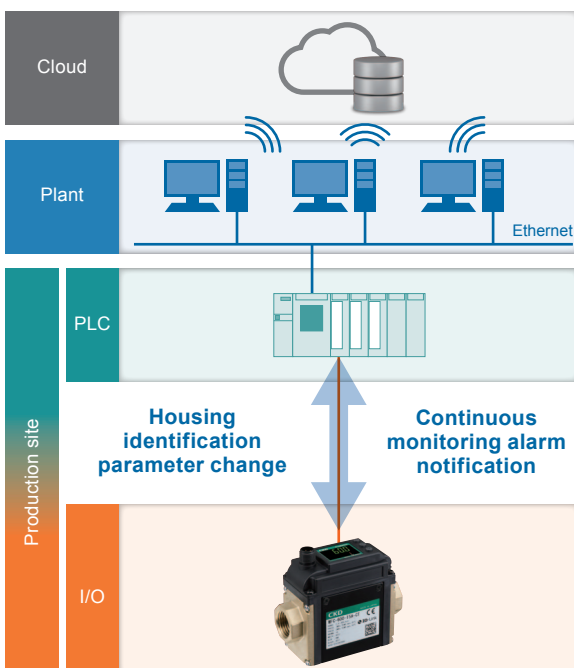 Cloud
Plant
Ethernet
Production site
PLC
Housing
identification
parameter change
Continuous
monitoring alarm
notification
I/O
CKD